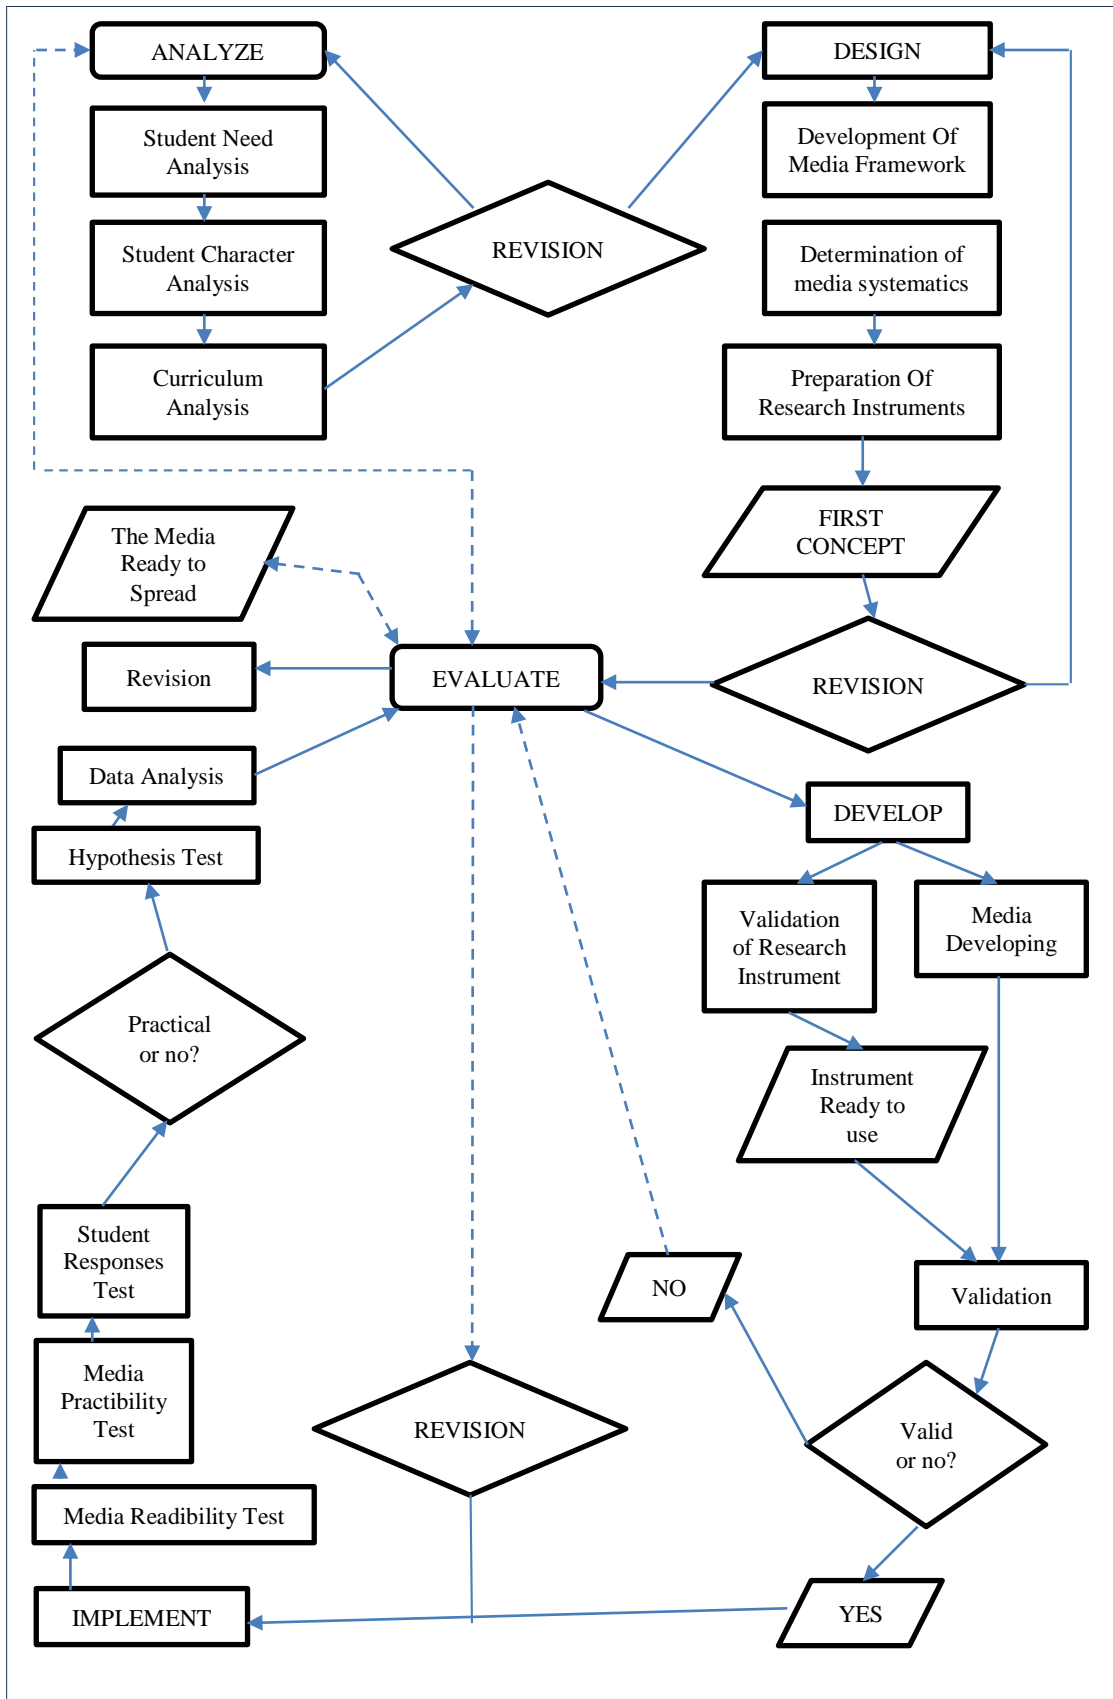 ANALYZE
Student Need
Analysis
Student Character
Analysis
Curriculum
Analysis
REVISION
DESIGN
Development Of
Media Framework
Determination of
media systematics
Preparation Of
Research Instruments
FIRST
CONCEPT
REVISION
The Media
Ready to
Spread
Revision
EVALUATE
Data Analysis
Hypothesis Test
Practical
or no?
Student
Responses
Test
Media
Practibility
Test
Media Readibility Test
IMPLEMENT
REVISION
DEVELOP
Validation
of Research
Instrument
Media
Developing
Instrument
Ready to
use
Validation
NO
Valid
or no?
YES